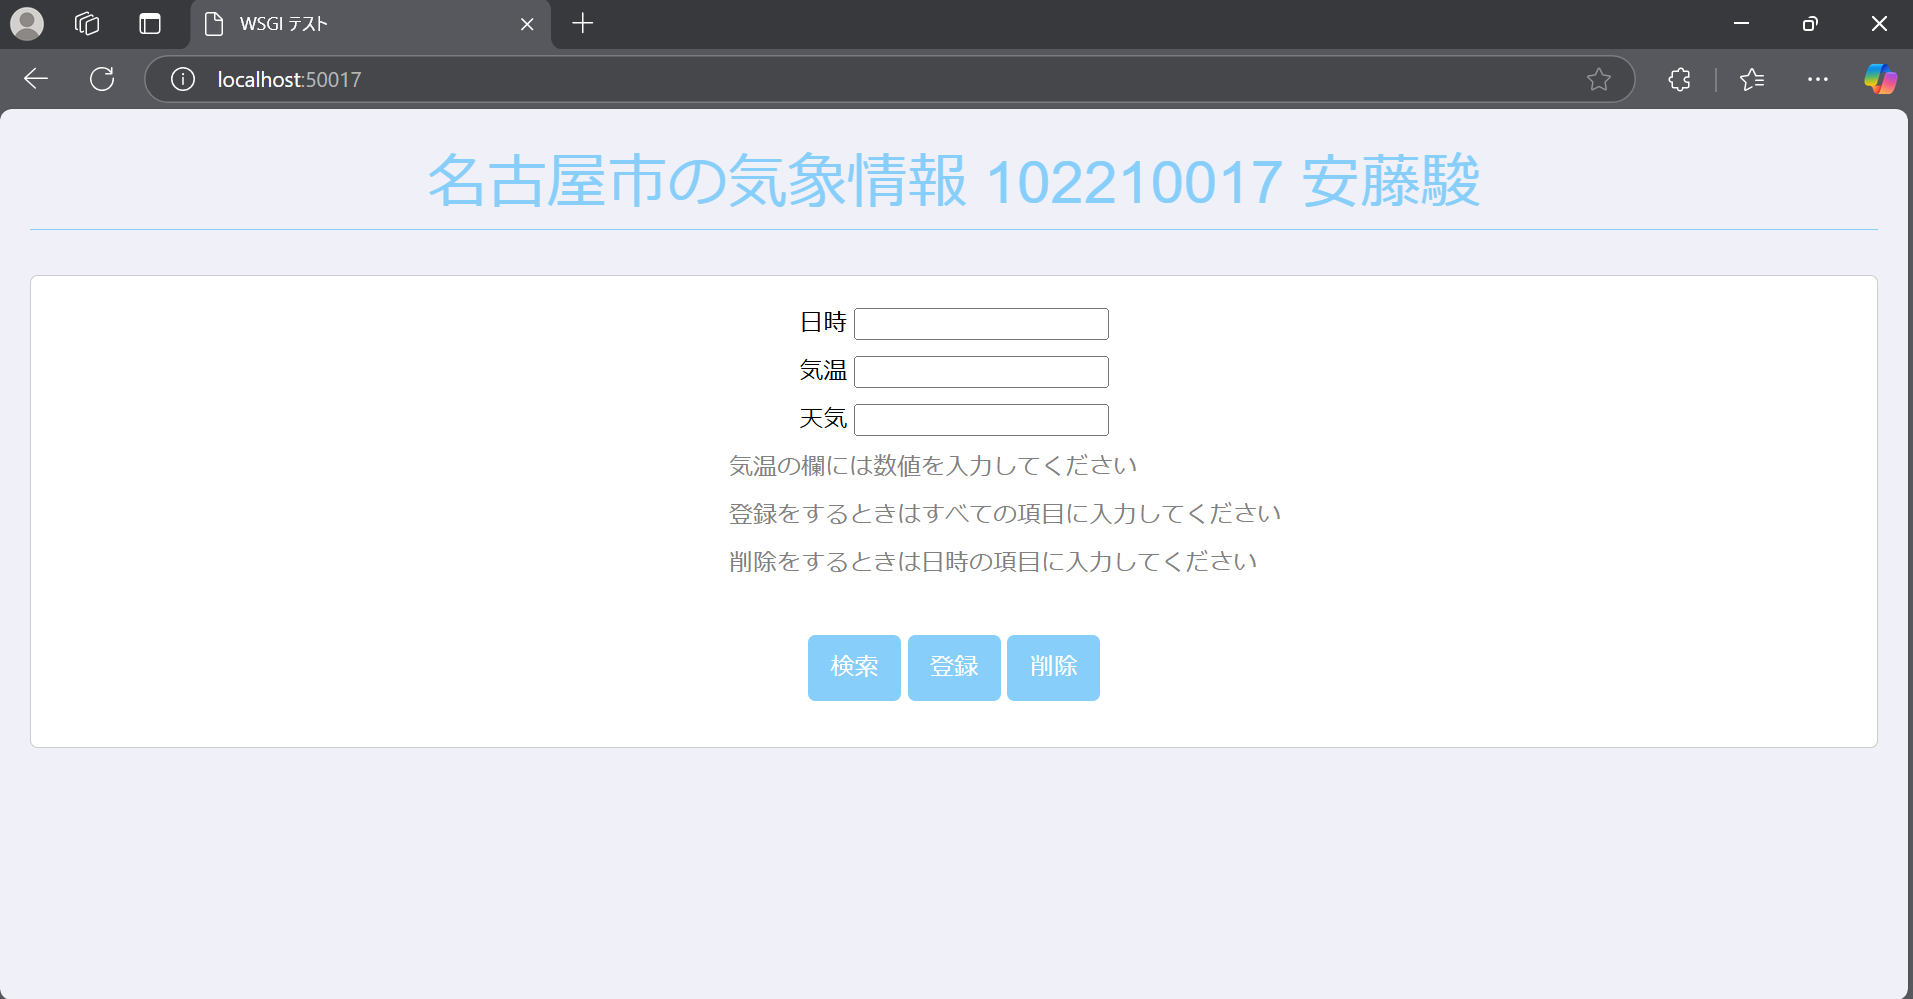 WSGI テスト
localhost:50017
名古屋市の気象情報 102210017 安藤駿
日時
気温
天気
気温の欄には数値を入力してください
登録をするときはすべての項目に入力してください
削除をするときは日時の項目に入力してください
検索 登録 削除